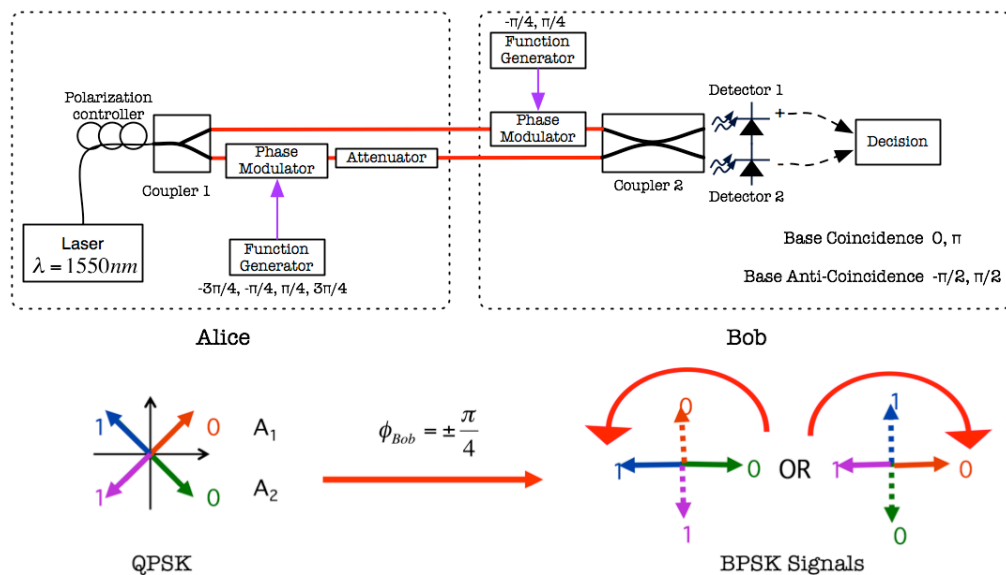 -π/4, π/4
Function
Generator
Polarization
controller
Phase
Modulator
Detector 1
+
Decision
Phase
Modulator
Attenuator
Coupler 1
Coupler 2
-
Detector 2
Laser
λ = 1550nm
Function
Generator
-3π/4, -π/4, π/4, 3π/4
Base Coincidence 0, π
Base Anti-Coincidence -π/2, π/2
Alice
Bob
1
0
A₁
1
0
A₂
ϕ_Bob = ± π/4
0
1
0
1
OR
1
1
0
0
QPSK
BPSK Signals